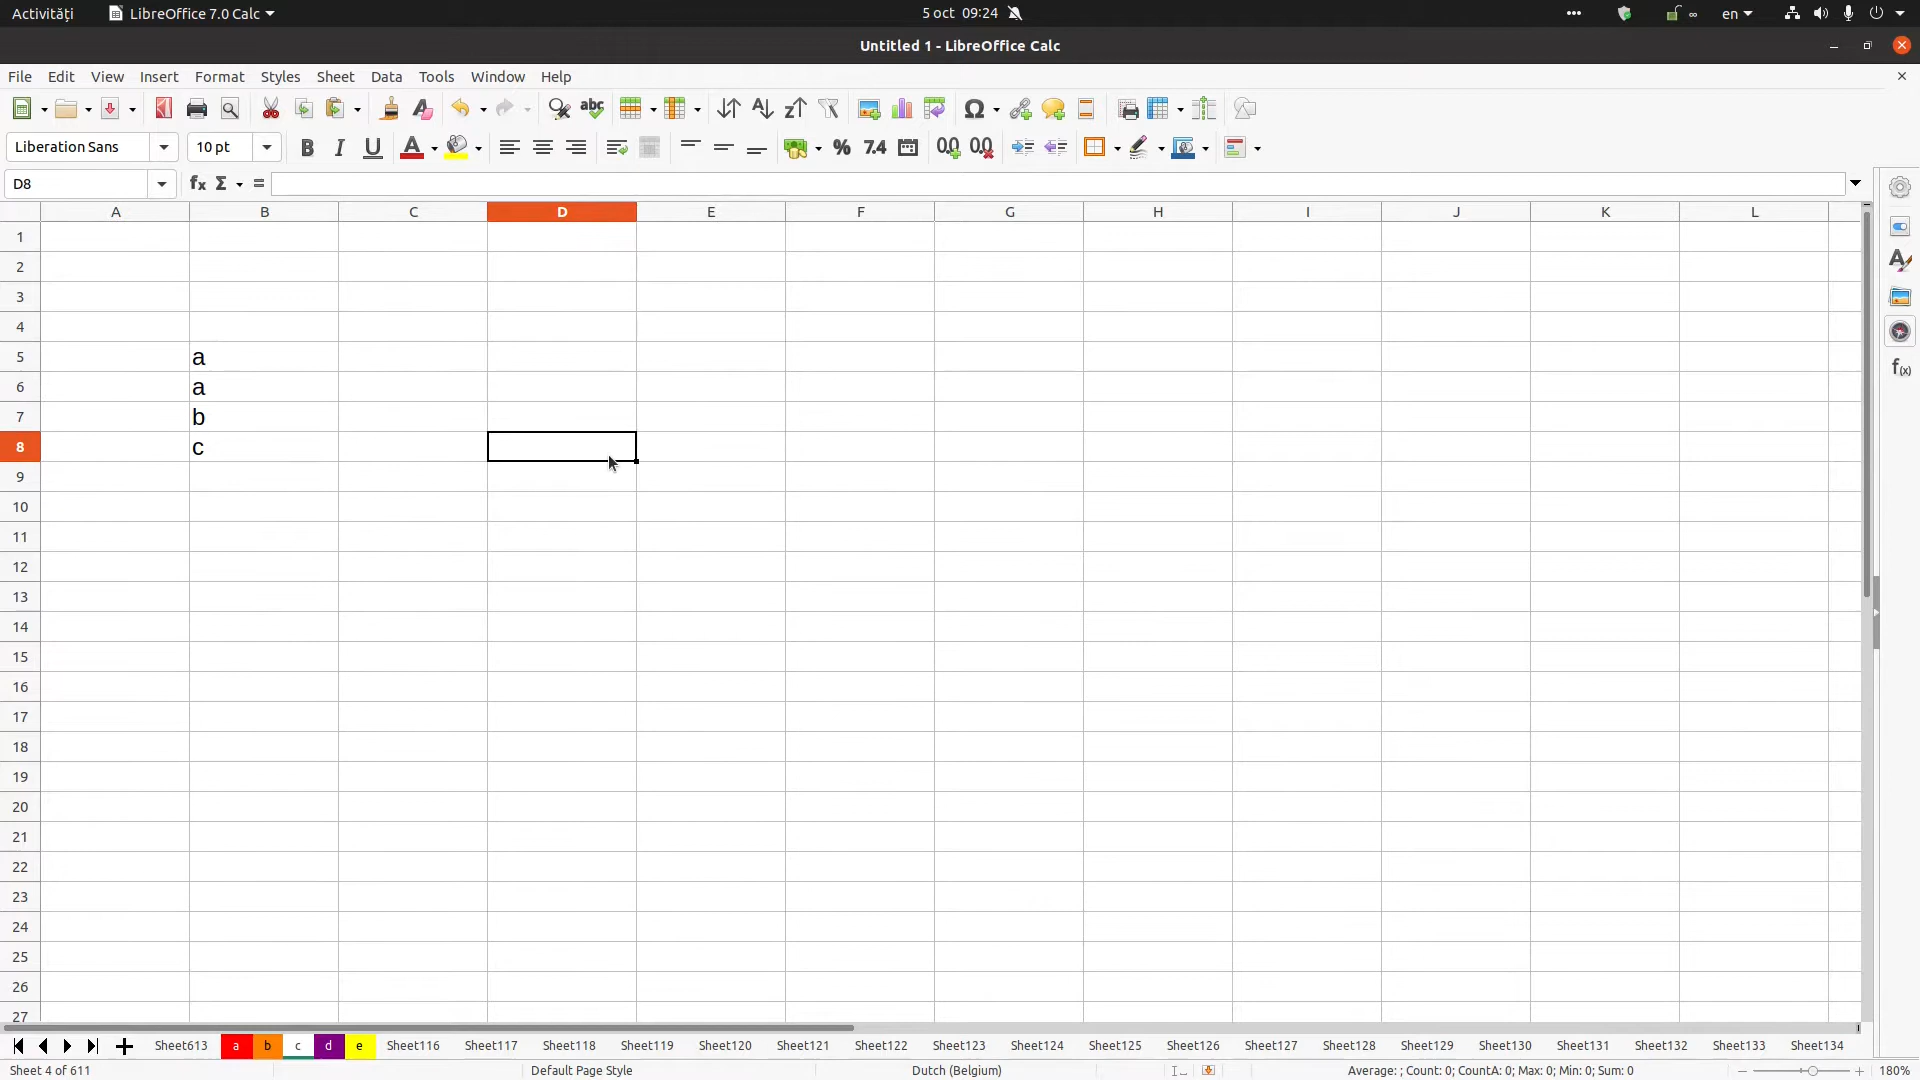 Activități LibreOffice 7.0 Calc 5 oct 09:24 en
Untitled 1 - LibreOffice Calc
File Edit View Insert Format Styles Sheet Data Tools Window Help
Liberation Sans 10 pt
D8
A B C D E F G H I J K L
1
2
3
4
5 a
6 a
7 b
8 c
9
10
11
12
13
14
15
16
17
18
19
20
21
22
23
24
25
26
27
Sheet613 a b c d e Sheet116 Sheet117 Sheet118 Sheet119 Sheet120 Sheet121 Sheet122 Sheet123 Sheet124 Sheet125 Sheet126 Sheet127 Sheet128 Sheet129 Sheet130 Sheet131 Sheet132 Sheet133 Sheet134
Sheet 4 of 611 Default Page Style Dutch (Belgium) Average: ; Count: 0; CountA: 0; Max: 0; Min: 0; Sum: 0 180%